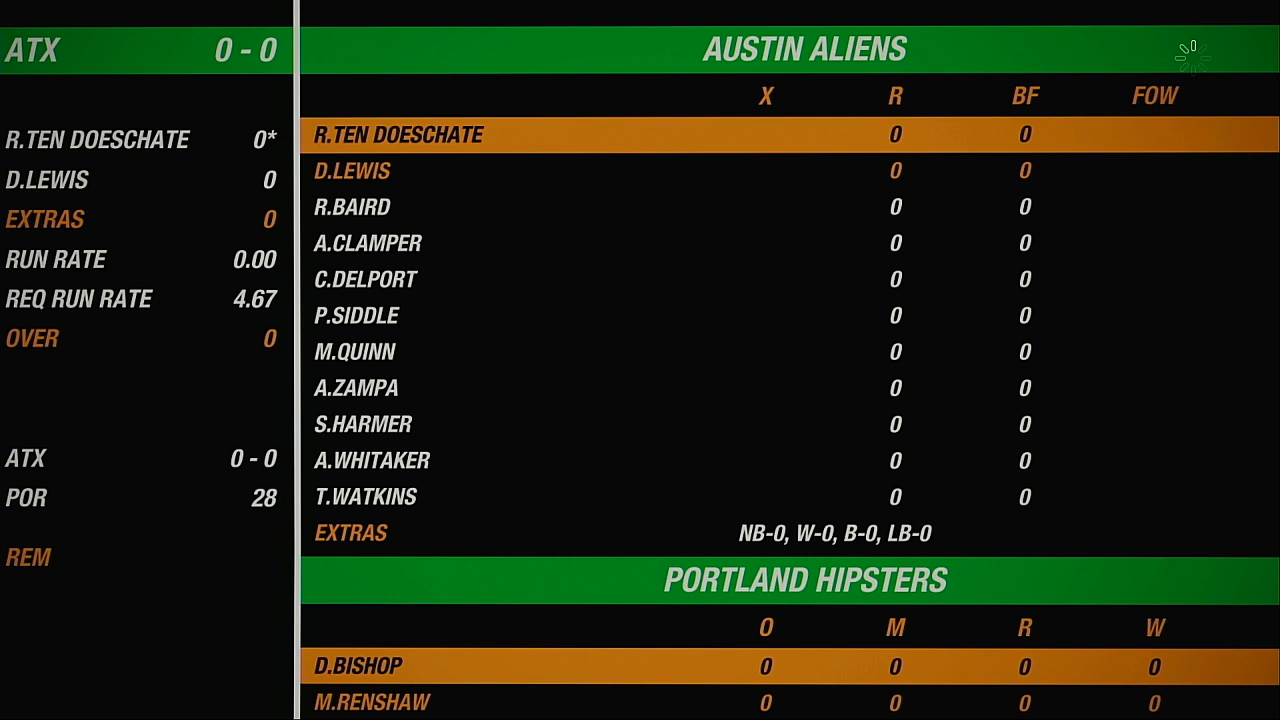 ATX 0 - 0
R.TEN DOESCHATE 0*
D.LEWIS 0
EXTRAS 0
RUN RATE 0.00
REQ RUN RATE 4.67
OVER 0
ATX 0 - 0
POR 28
REM
AUSTIN ALIENS
X R BF FOW
R.TEN DOESCHATE 0 0
D.LEWIS 0 0
R.BAIRD 0 0
A.CLAMPER 0 0
C.DELPORT 0 0
P.SIDDLE 0 0
M.QUINN 0 0
A.ZAMPA 0 0
S.HARMER 0 0
A.WHITAKER 0 0
T.WATKINS 0 0
EXTRAS NB-0, W-0, B-0, LB-0
PORTLAND HIPSTERS
O M R W
D.BISHOP 0 0 0 0
M.RENSHAW 0 0 0 0